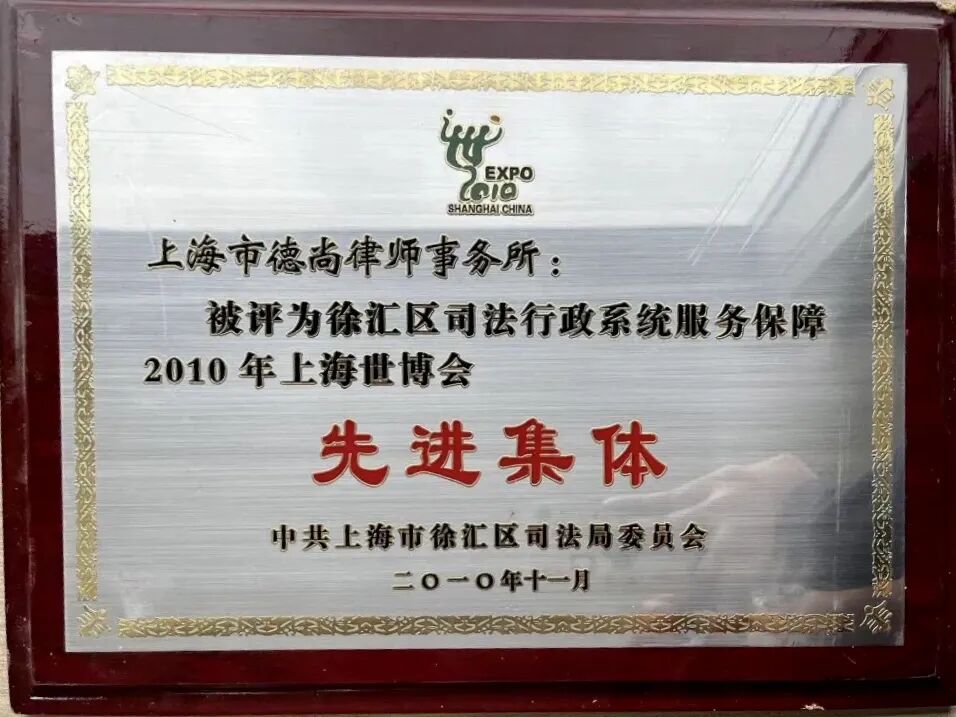 EXPO
2010
SHANGHAI CHINA
上海市德尚律师事务所：
被评为徐汇区司法行政系统服务保障
2010年上海世博会
先进集体
中共上海市徐汇区司法局委员会
二〇一〇年十一月